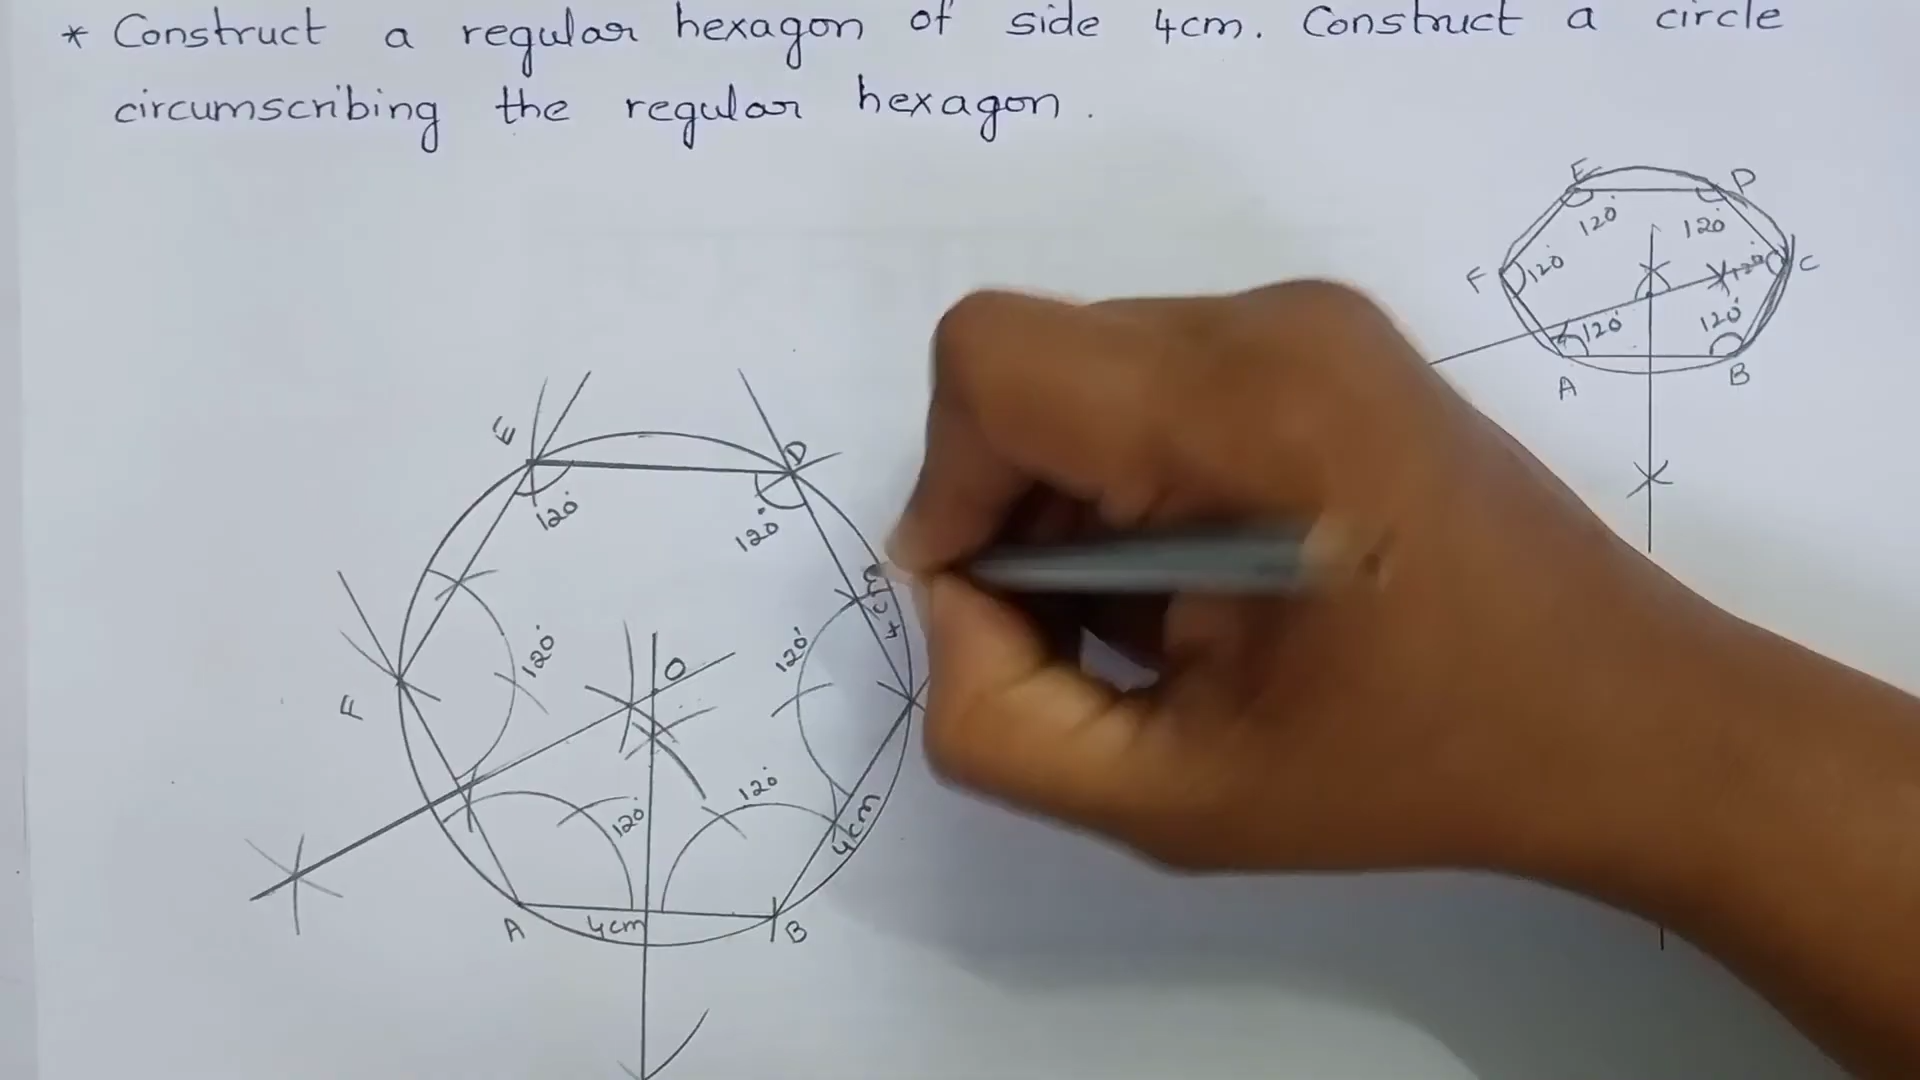 * Construct a regular hexagon of side 4cm. Construct a circle
circumscribing the regular hexagon.
E P
120° 120°
F 120° 120° C
120° 120°
A B
E D
120° 120°
4cm
120° 120°
O
F
120° 120°
4cm
A 4cm B